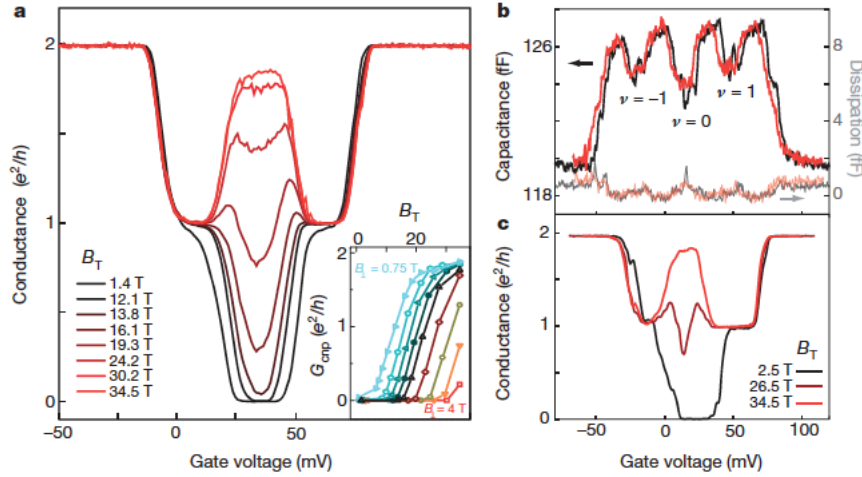 a
Conductance (e²/h)
2
1
0
B_T
1.4 T
12.1 T
13.8 T
16.1 T
19.3 T
24.2 T
30.2 T
34.5 T
−50
0
50
Gate voltage (mV)
0
20
B_T
G_cnp (e²/h)
2
1
0
B_⊥ = 0.75 T
B_⊥ = 4 T
b
Capacitance (fF)
126
118
ν = −1
ν = 0
ν = 1
8
4
0
Dissipation (fF)
c
Conductance (e²/h)
2
1
0
B_T
2.5 T
26.5 T
34.5 T
−50
0
50
100
Gate voltage (mV)